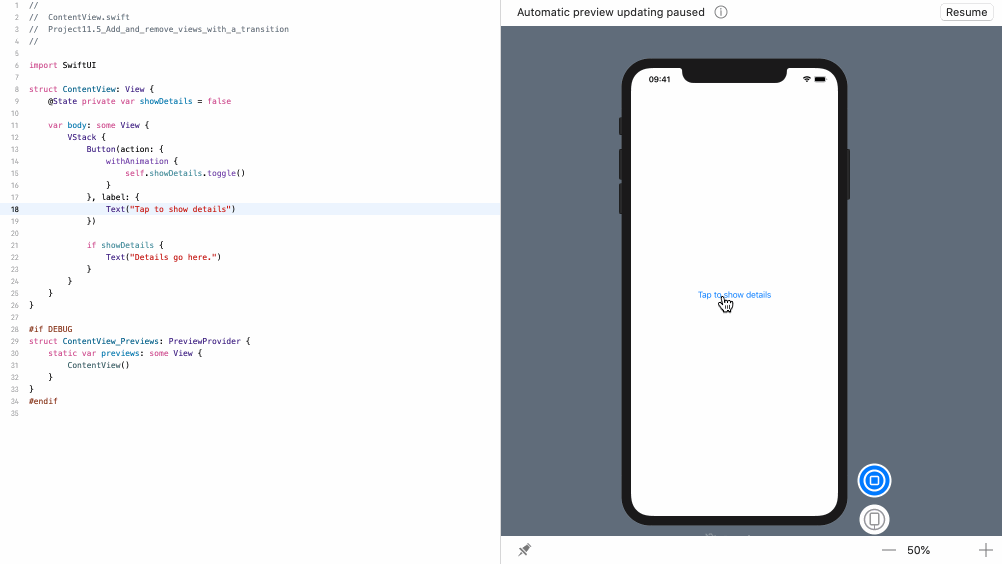 1 //
2 //  ContentView.swift
3 //  Project11.5_Add_and_remove_views_with_a_transition
4 //
5
6 import SwiftUI
7
8 struct ContentView: View {
9     @State private var showDetails = false
10
11     var body: some View {
12         VStack {
13             Button(action: {
14                 withAnimation {
15                     self.showDetails.toggle()
16                 }
17             }, label: {
18                 Text("Tap to show details")
19             })
20
21             if showDetails {
22                 Text("Details go here.")
23             }
24         }
25     }
26 }
27
28 #if DEBUG
29 struct ContentView_Previews: PreviewProvider {
30     static var previews: some View {
31         ContentView()
32     }
33 }
34 #endif
35
Automatic preview updating paused
Resume
09:41
Tap to show details
50%